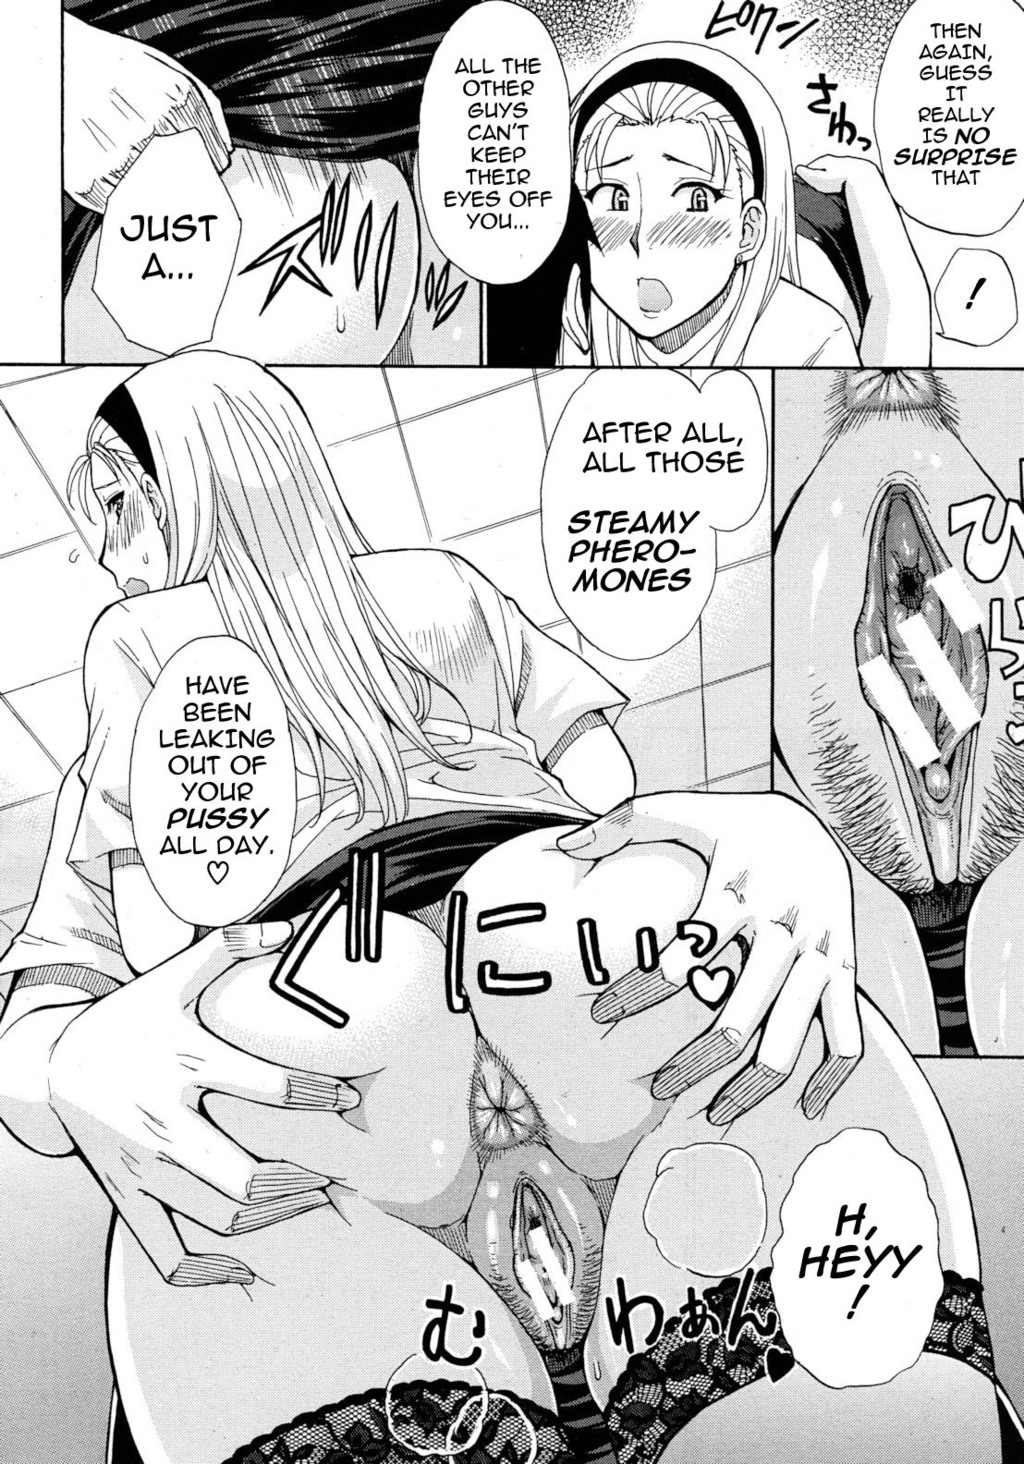 THEN
AGAIN,
GUESS
IT
REALLY
IS NO
SURPRISE
THAT
!
ピクン
さわっ
ALL THE
OTHER
GUYS
CAN'T
KEEP
THEIR
EYES OFF
YOU...
JUST
A...
ズ
AFTER ALL,
ALL THOSE
STEAMY
PHERO-
MONES
HAVE
BEEN
LEAKING
OUT OF
YOUR
PUSSY
ALL DAY.
♡
ぐにいっ♡
H,
HEYY
!
むわぁん♥